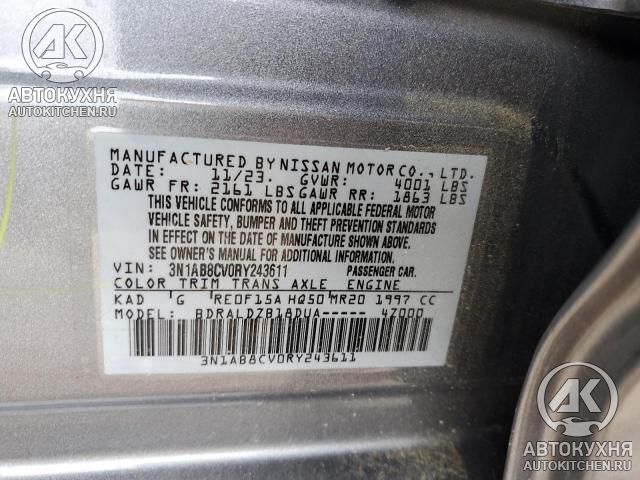 AK
АВТОКУХНЯ
AUTOKITCHEN.RU
MANUFACTURED BY NISSAN MOTOR CO., LTD.
DATE: 11/23. GVWR: 4001 LBS
GAWR FR: 2161 LBS GAWR RR: 1863 LBS
THIS VEHICLE CONFORMS TO ALL APPLICABLE FEDERAL MOTOR
VEHICLE SAFETY, BUMPER AND THEFT PREVENTION STANDARDS
IN EFFECT ON THE DATE OF MANUFACTURE SHOWN ABOVE.
SEE OWNER'S MANUAL FOR ADDITIONAL INFORMATION.
VIN: 3N1AB8CV0RY243611 PASSENGER CAR.
COLOR TRIM TRANS AXLE ENGINE
KAD G RE0F15A HQ50 MR20 1997 CC
MODEL: BDRALDZB18DUA----- 47000
3N1AB8CV0RY243611
AK
АВТОКУХНЯ
AUTOKITCHEN.RU